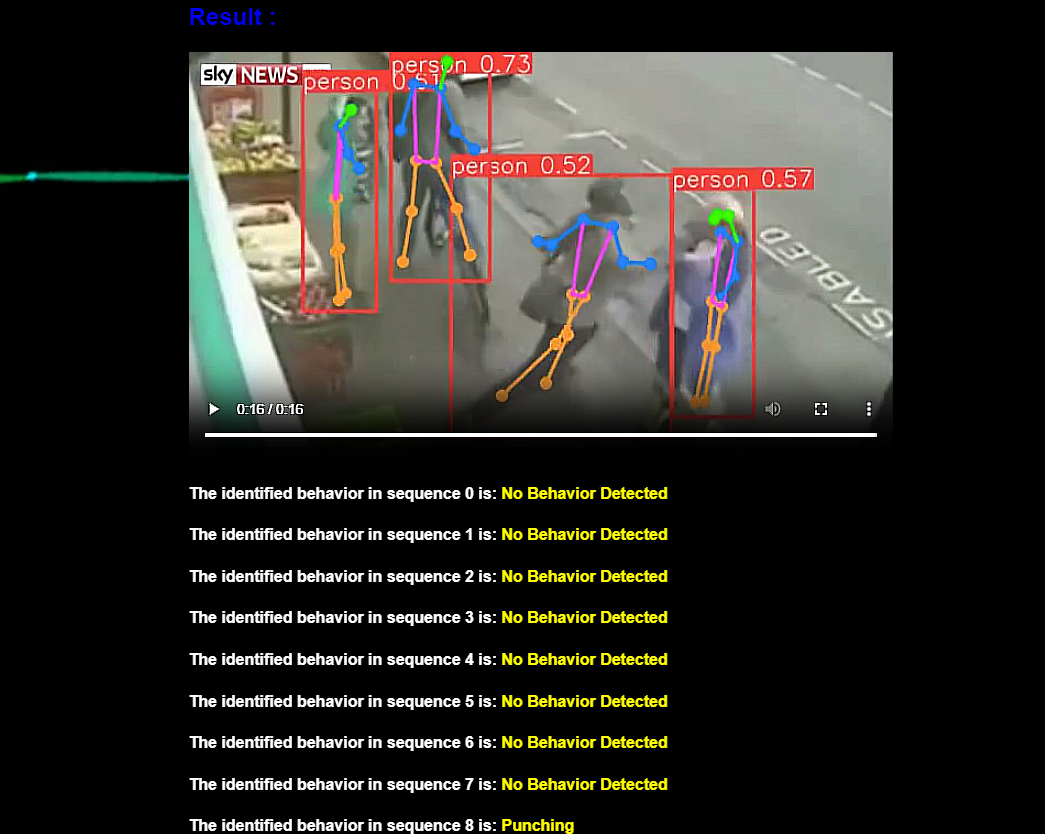 Result :
sky NEWS
person 0.73
person 0.51
person 0.52
person 0.57
DISABLED
0:16 / 0:16
The identified behavior in sequence 0 is: No Behavior Detected
The identified behavior in sequence 1 is: No Behavior Detected
The identified behavior in sequence 2 is: No Behavior Detected
The identified behavior in sequence 3 is: No Behavior Detected
The identified behavior in sequence 4 is: No Behavior Detected
The identified behavior in sequence 5 is: No Behavior Detected
The identified behavior in sequence 6 is: No Behavior Detected
The identified behavior in sequence 7 is: No Behavior Detected
The identified behavior in sequence 8 is: Punching